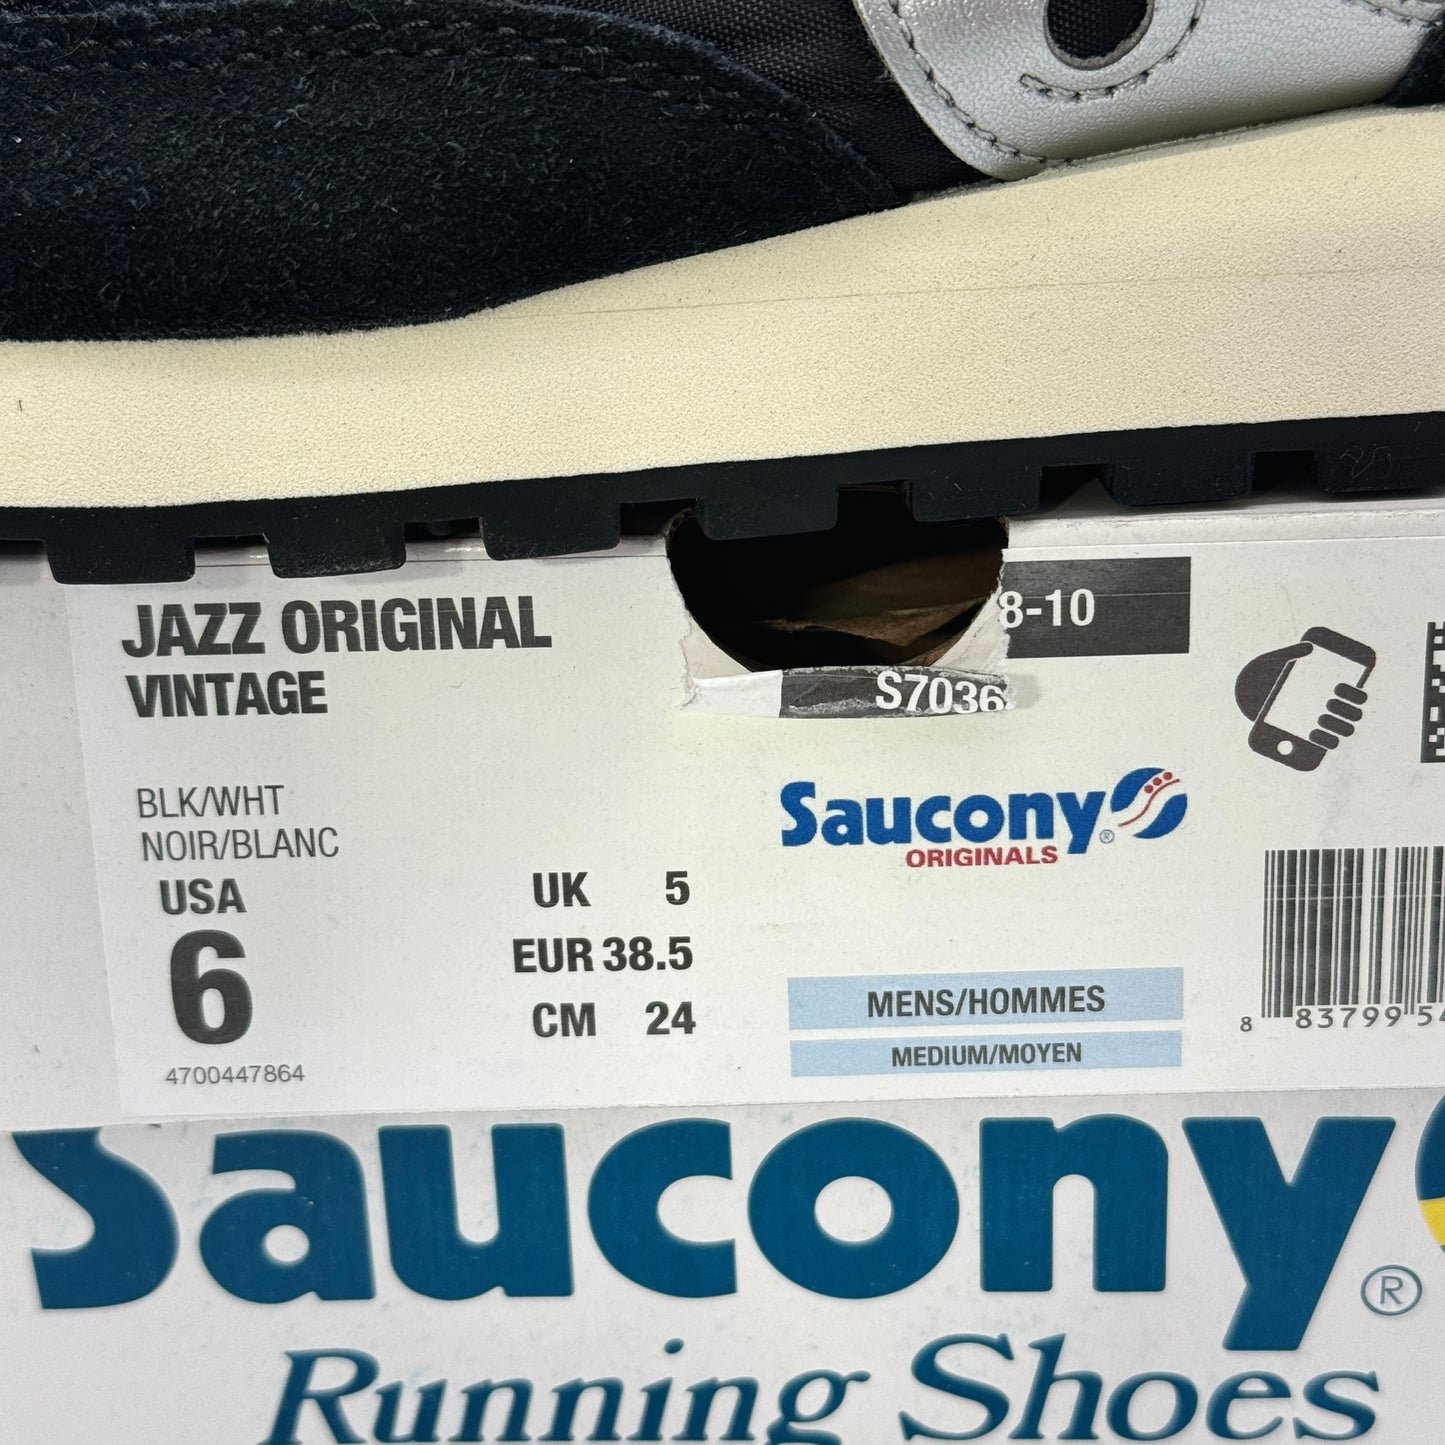 JAZZ ORIGINAL
VINTAGE
8-10
S7036
BLK/WHT
NOIR/BLANC
USA
6
4700447864
UK 5
EUR 38.5
CM 24
Saucony®
ORIGINALS
MENS/HOMMES
MEDIUM/MOYEN
8 83799 54
Saucony®
Running Shoes